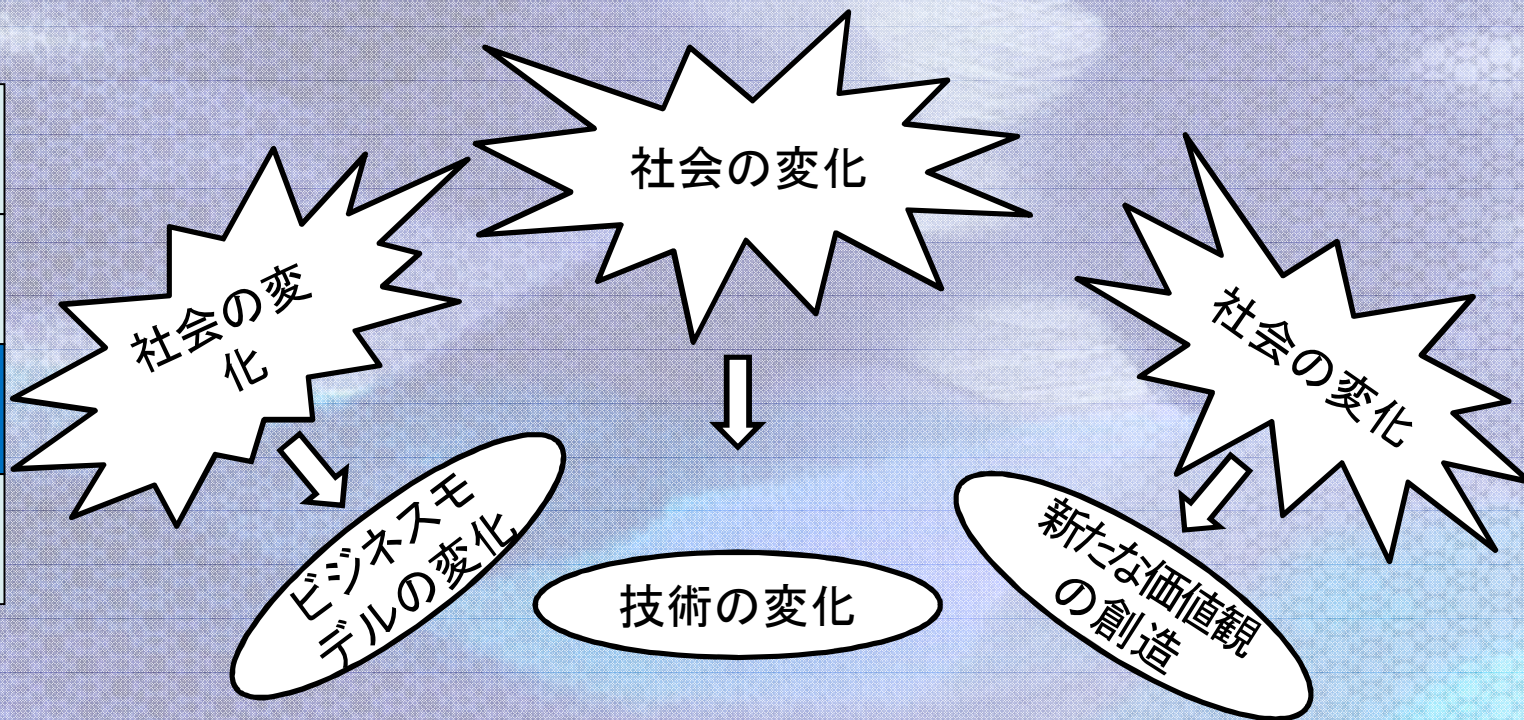 社会の変化
社会の変
化
社会の変化
ビジネスモ
デルの変化
技術の変化
新たな価値観
の創造